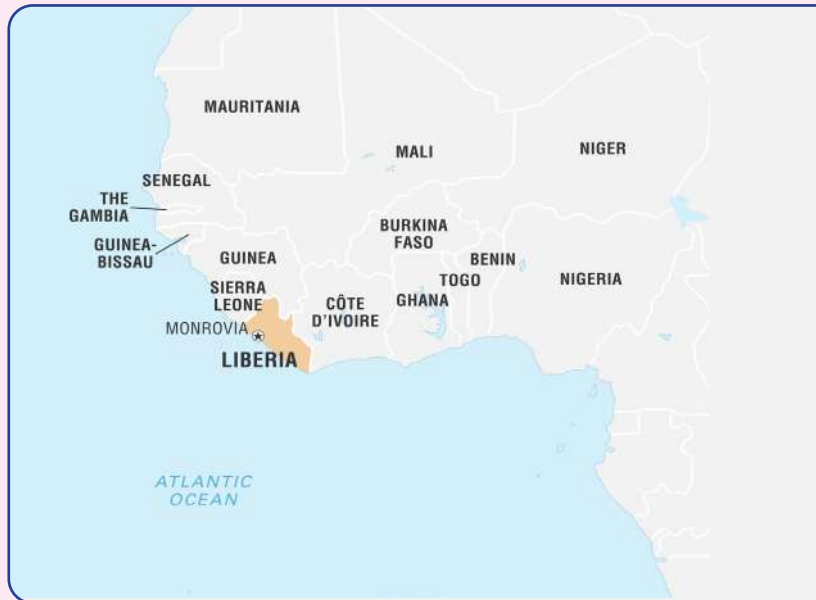 MAURITANIA
MALI
NIGER
SENEGAL
THE
GAMBIA
GUINEA-
BISSAU
GUINEA
BURKINA
FASO
BENIN
NIGERIA
TOGO
GHANA
SIERRA
LEONE
CÔTE
D'IVOIRE
MONROVIA
LIBERIA
ATLANTIC
OCEAN